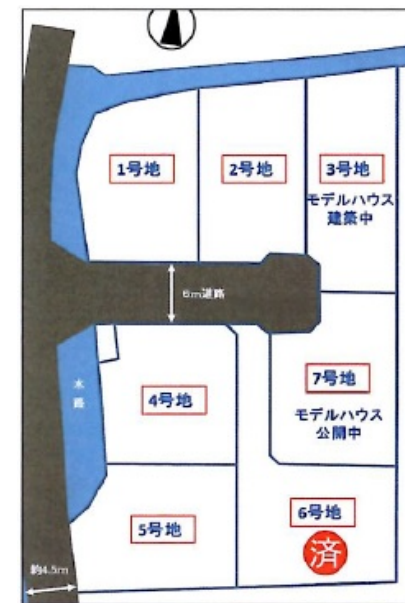 1号地
2号地
3号地
モデルハウス
建築中
6m道路
水路
4号地
7号地
モデルハウス
公開中
5号地
6号地
済
約4.5m